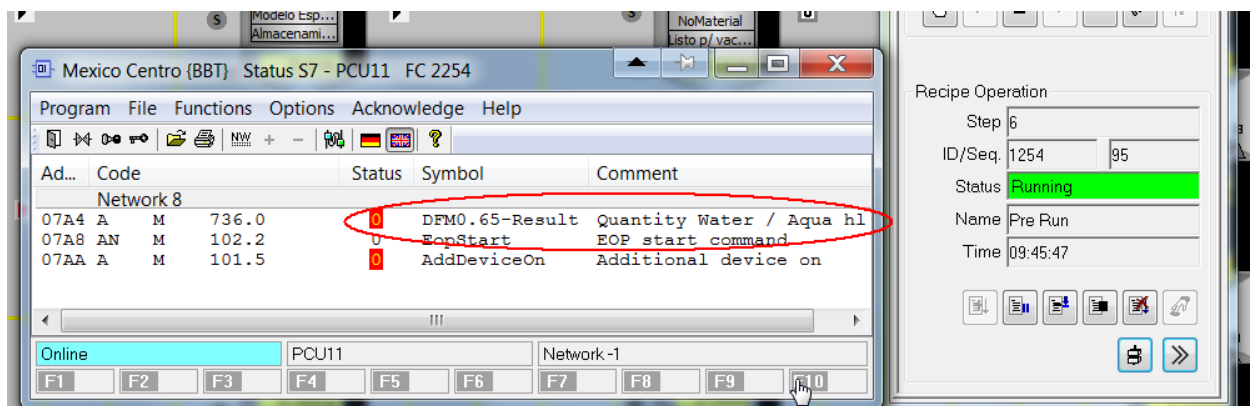 Modelo Esp...
Almacenami...
S
S
NoMaterial
Listo p/ vac...
Mexico Centro {BBT} Status S7 - PCU11 FC 2254
Program File Functions Options Acknowledge Help
NW + −
?
Ad... Code Status Symbol Comment
Network 8
07A4 A M 736.0 0 DFM0.65-Result Quantity Water / Aqua hl
07A8 AN M 102.2 0 EopStart EOP start command
07AA A M 101.5 0 AddDeviceOn Additional device on
Online PCU11 Network -1
F1 F2 F3 F4 F5 F6 F7 F8 F9 F10
Recipe Operation
Step 6
ID/Seq. 1254 95
Status Running
Name Pre Run
Time 09:45:47